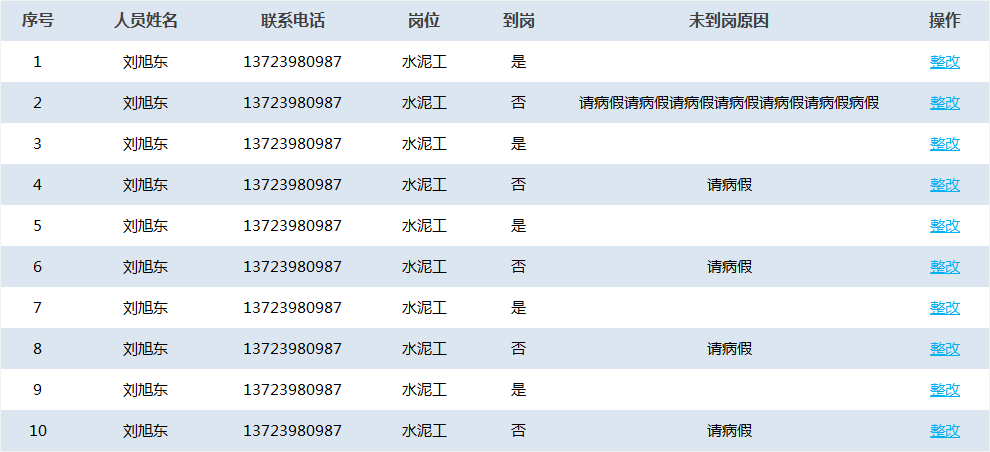 序号 人员姓名 联系电话 岗位 到岗 未到岗原因 操作
1 刘旭东 13723980987 水泥工 是 整改
2 刘旭东 13723980987 水泥工 否 请病假请病假请病假请病假请病假请病假病假 整改
3 刘旭东 13723980987 水泥工 是 整改
4 刘旭东 13723980987 水泥工 否 请病假 整改
5 刘旭东 13723980987 水泥工 是 整改
6 刘旭东 13723980987 水泥工 否 请病假 整改
7 刘旭东 13723980987 水泥工 是 整改
8 刘旭东 13723980987 水泥工 否 请病假 整改
9 刘旭东 13723980987 水泥工 是 整改
10 刘旭东 13723980987 水泥工 否 请病假 整改